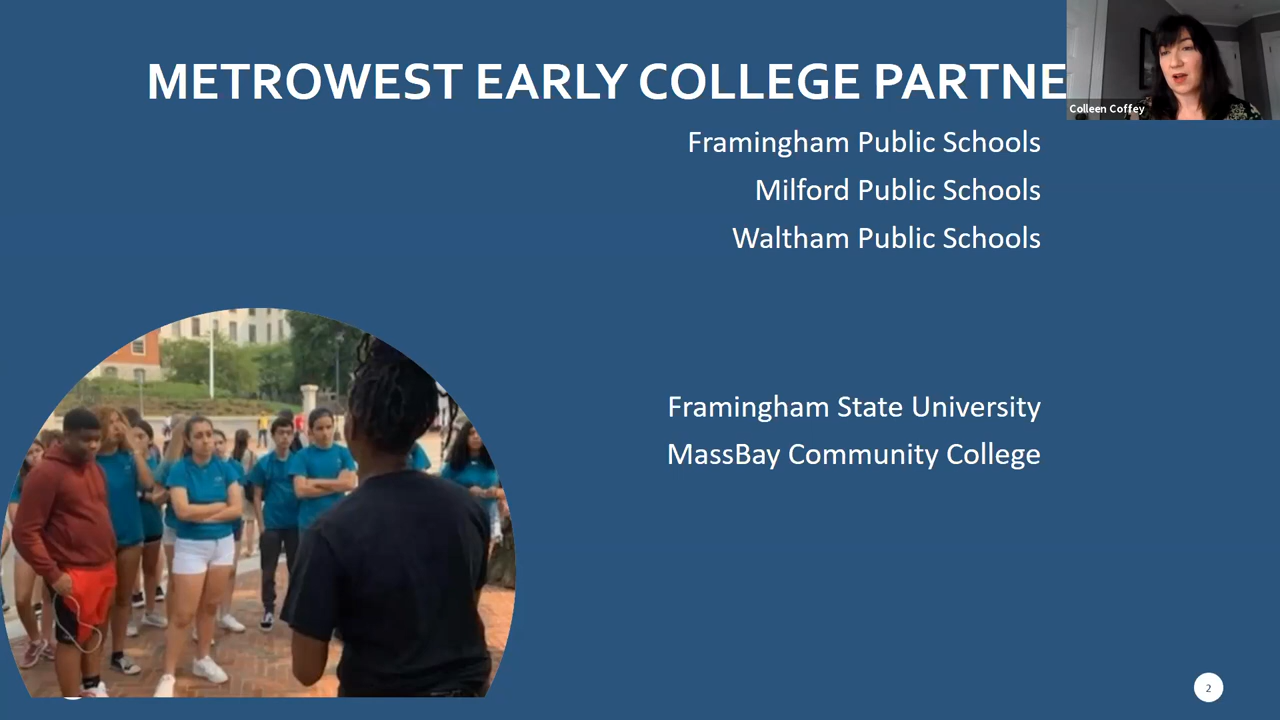 METROWEST EARLY COLLEGE PARTNE
Colleen Coffey
Framingham Public Schools
Milford Public Schools
Waltham Public Schools
Framingham State University
MassBay Community College
2